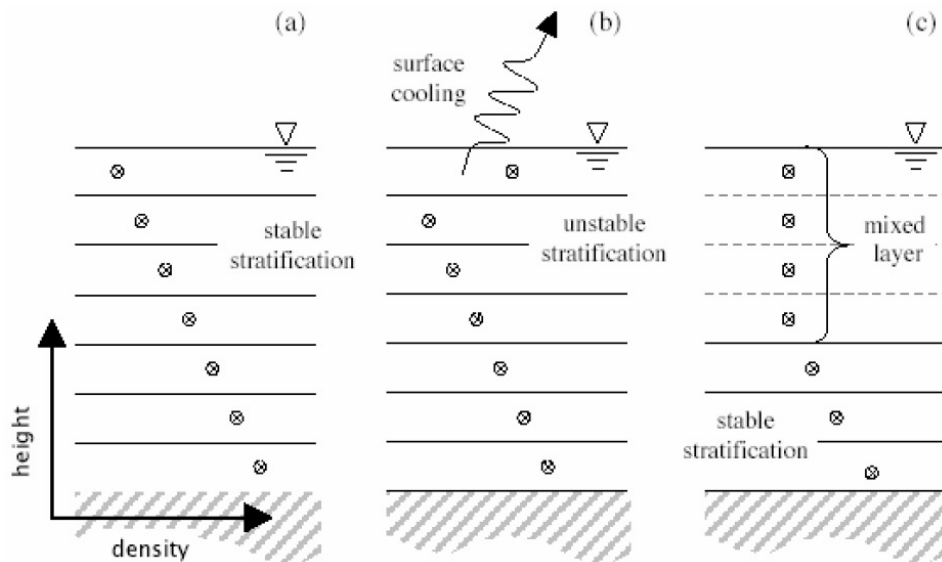 (a)
(b)
(c)
surface
cooling
stable
stratification
unstable
stratification
mixed
layer
stable
stratification
height
density